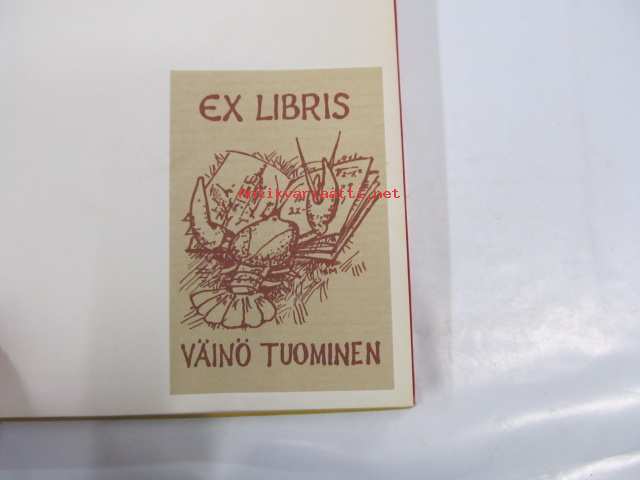 EX LIBRIS
Antikvariaatti.net
VÄINÖ TUOMINEN